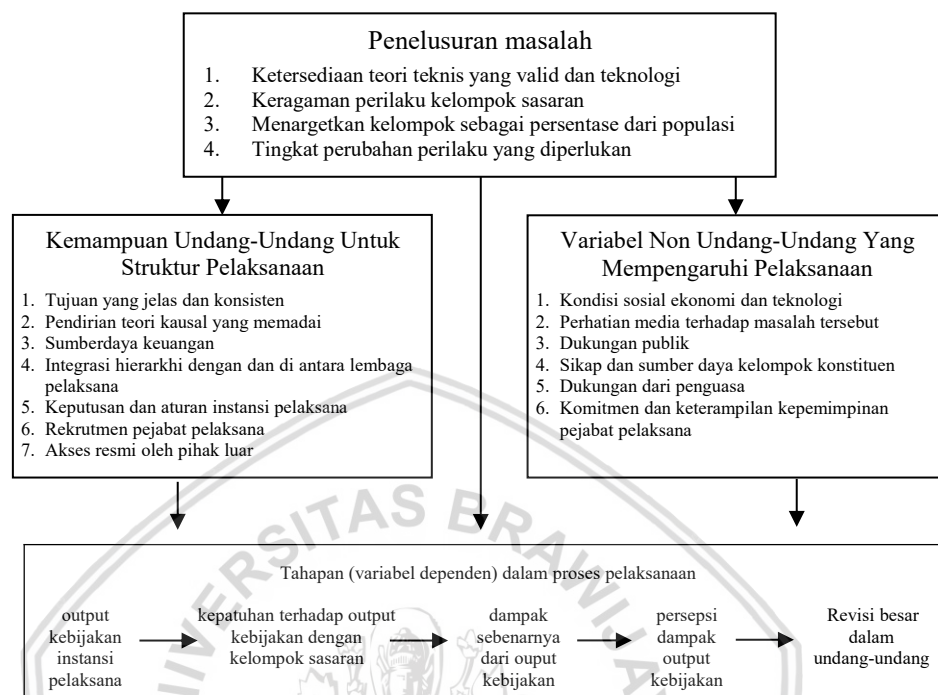 Penelusuran masalah
1. Ketersediaan teori teknis yang valid dan teknologi
2. Keragaman perilaku kelompok sasaran
3. Menargetkan kelompok sebagai persentase dari populasi
4. Tingkat perubahan perilaku yang diperlukan
Kemampuan Undang-Undang Untuk
Struktur Pelaksanaan
1. Tujuan yang jelas dan konsisten
2. Pendirian teori kausal yang memadai
3. Sumberdaya keuangan
4. Integrasi hierarkhi dengan dan di antara lembaga
pelaksana
5. Keputusan dan aturan instansi pelaksana
6. Rekrutmen pejabat pelaksana
7. Akses resmi oleh pihak luar
Variabel Non Undang-Undang Yang
Mempengaruhi Pelaksanaan
1. Kondisi sosial ekonomi dan teknologi
2. Perhatian media terhadap masalah tersebut
3. Dukungan publik
4. Sikap dan sumber daya kelompok konstituen
5. Dukungan dari penguasa
6. Komitmen dan keterampilan kepemimpinan
pejabat pelaksana
Tahapan (variabel dependen) dalam proses pelaksanaan
output
kebijakan
instansi
pelaksana
kepatuhan terhadap output
kebijakan dengan
kelompok sasaran
dampak
sebenarnya
dari ouput
kebijakan
persepsi
dampak
output
kebijakan
Revisi besar
dalam
undang-undang
UNIVERSITAS BRAWIJAYA